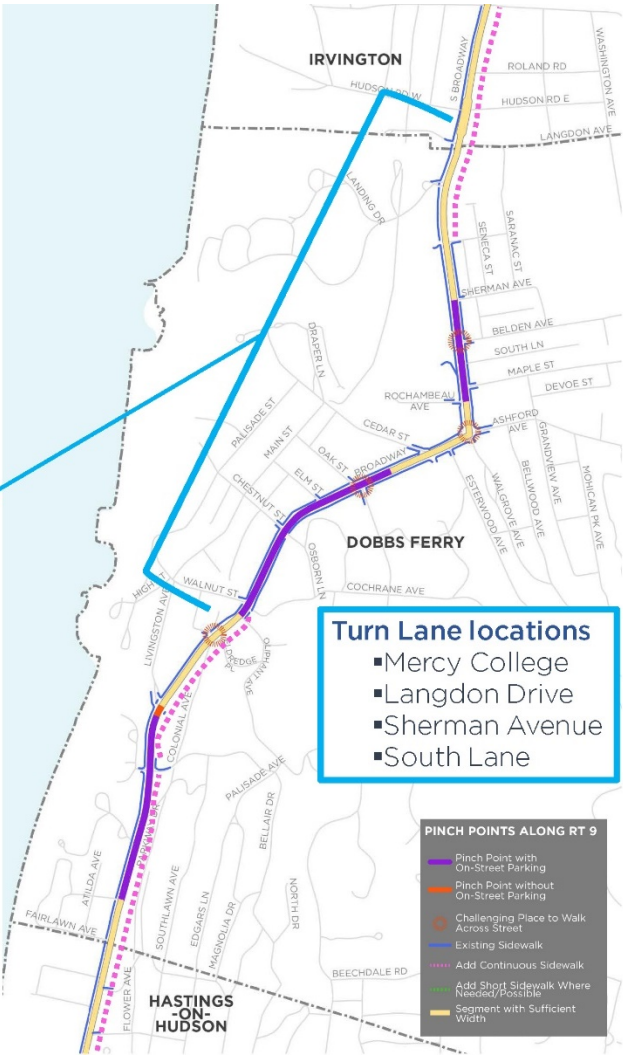 IRVINGTON
S BROADWAY
WASHINGTON AVE
ROLAND RD
HUDSON RD W
HUDSON RD E
LANGDON AVE
LANDING DR
SENECA ST
SARANAC ST
SHERMAN AVE
BELDEN AVE
SOUTH LN
MAPLE ST
DEVOE ST
DRAPER LN
ROCHAMBEAU
AVE
PALISADE ST
MAIN ST
CEDAR ST
OAK ST
BROADWAY
ASHFORD
AVE
GRANDVIEW AVE
ELM ST
CHESTNUT ST
ESTERWOOD AVE
WALGROVE AVE
BELLWOOD AVE
MOHICAN PK AVE
DOBBS FERRY
OSBORN LN
WALNUT ST
COCHRANE AVE
HIGH ST
LIVINGSTON AVE
OLIPHANT AVE
COLONIAL AVE
Turn Lane locations
▪Mercy College
▪Langdon Drive
▪Sherman Avenue
▪South Lane
PALISADE AVE
BELLAIR DR
ATILDA AVE
SOUTHLAWN AVE
EDGARS LN
MAGNOLIA DR
NORTH DR
FAIRLAWN AVE
FLOWER AVE
BEECHDALE RD
HASTINGS
-ON-
HUDSON
PINCH POINTS ALONG RT 9
Pinch Point with
On-Street Parking
Pinch Point without
On-Street Parking
Challenging Place to Walk
Across Street
Existing Sidewalk
Add Continuous Sidewalk
Add Short Sidewalk Where
Needed/Possible
Segment with Sufficient
Width